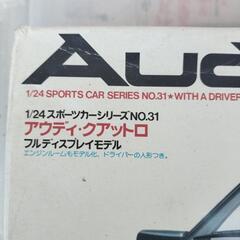 Aud
1/24 SPORTS CAR SERIES NO.31★WITH A DRIVER
1/24 スポーツカーシリーズNO.31
アウディ・クアットロ
フルディスプレイモデル
エンジンルームもモデル化、ドライバーの人形つき。